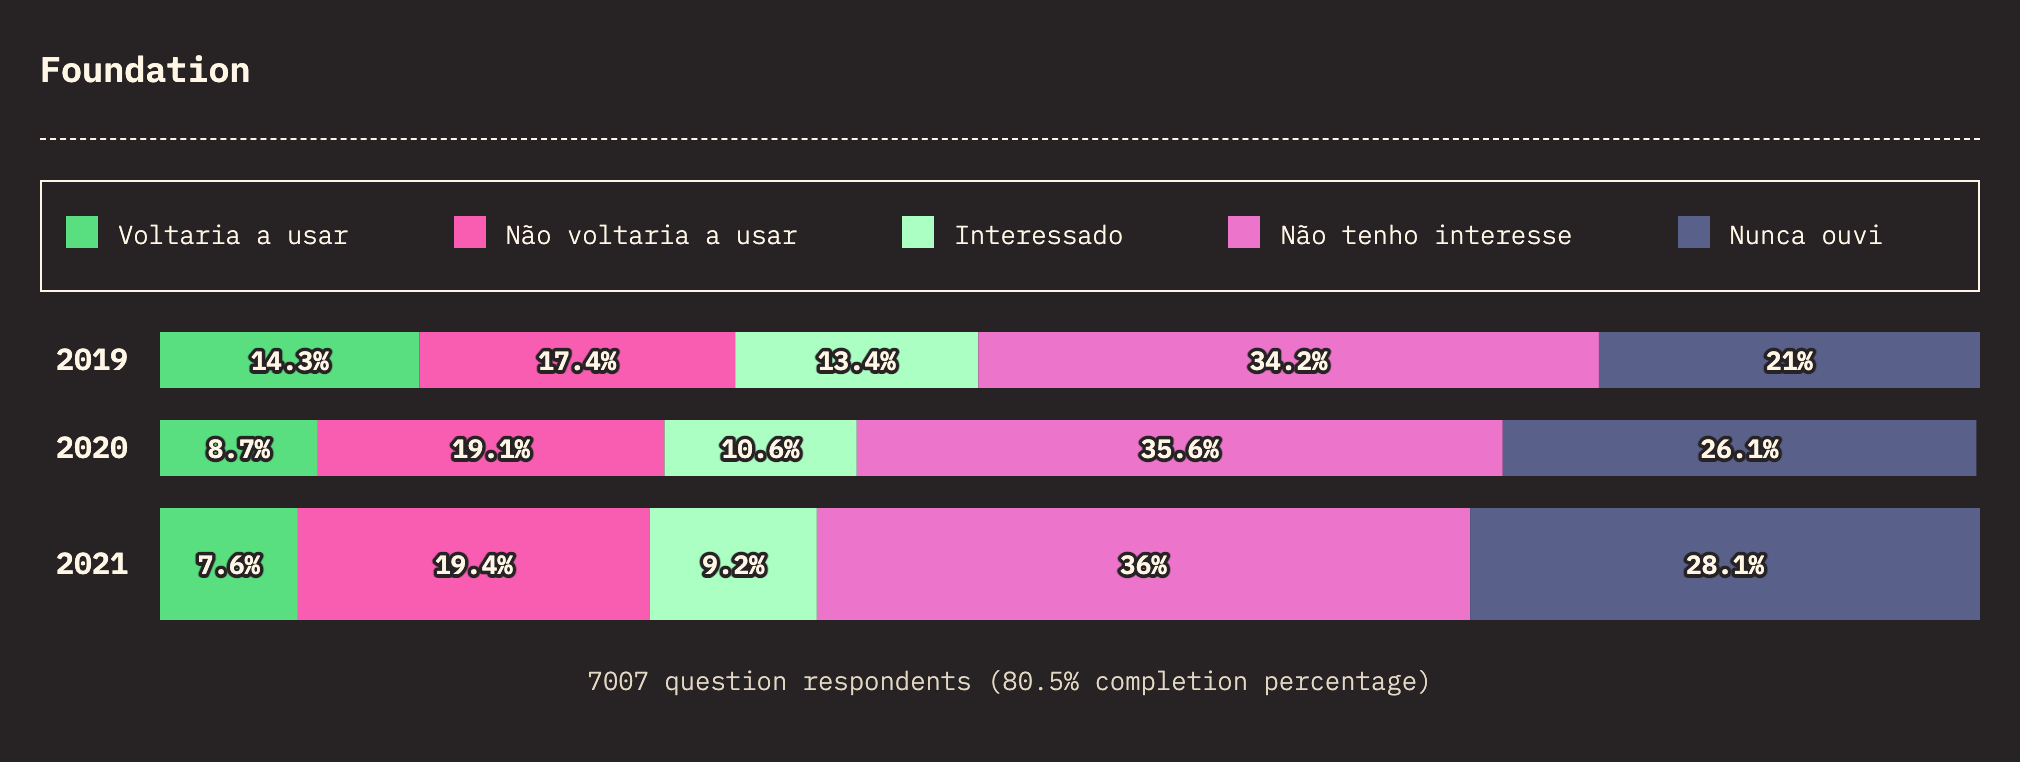 Foundation
Voltaria a usar
Não voltaria a usar
Interessado
Não tenho interesse
Nunca ouvi
2019 14.3% 17.4% 13.4% 34.2% 21%
2020 8.7% 19.1% 10.6% 35.6% 26.1%
2021 7.6% 19.4% 9.2% 36% 28.1%
7007 question respondents (80.5% completion percentage)